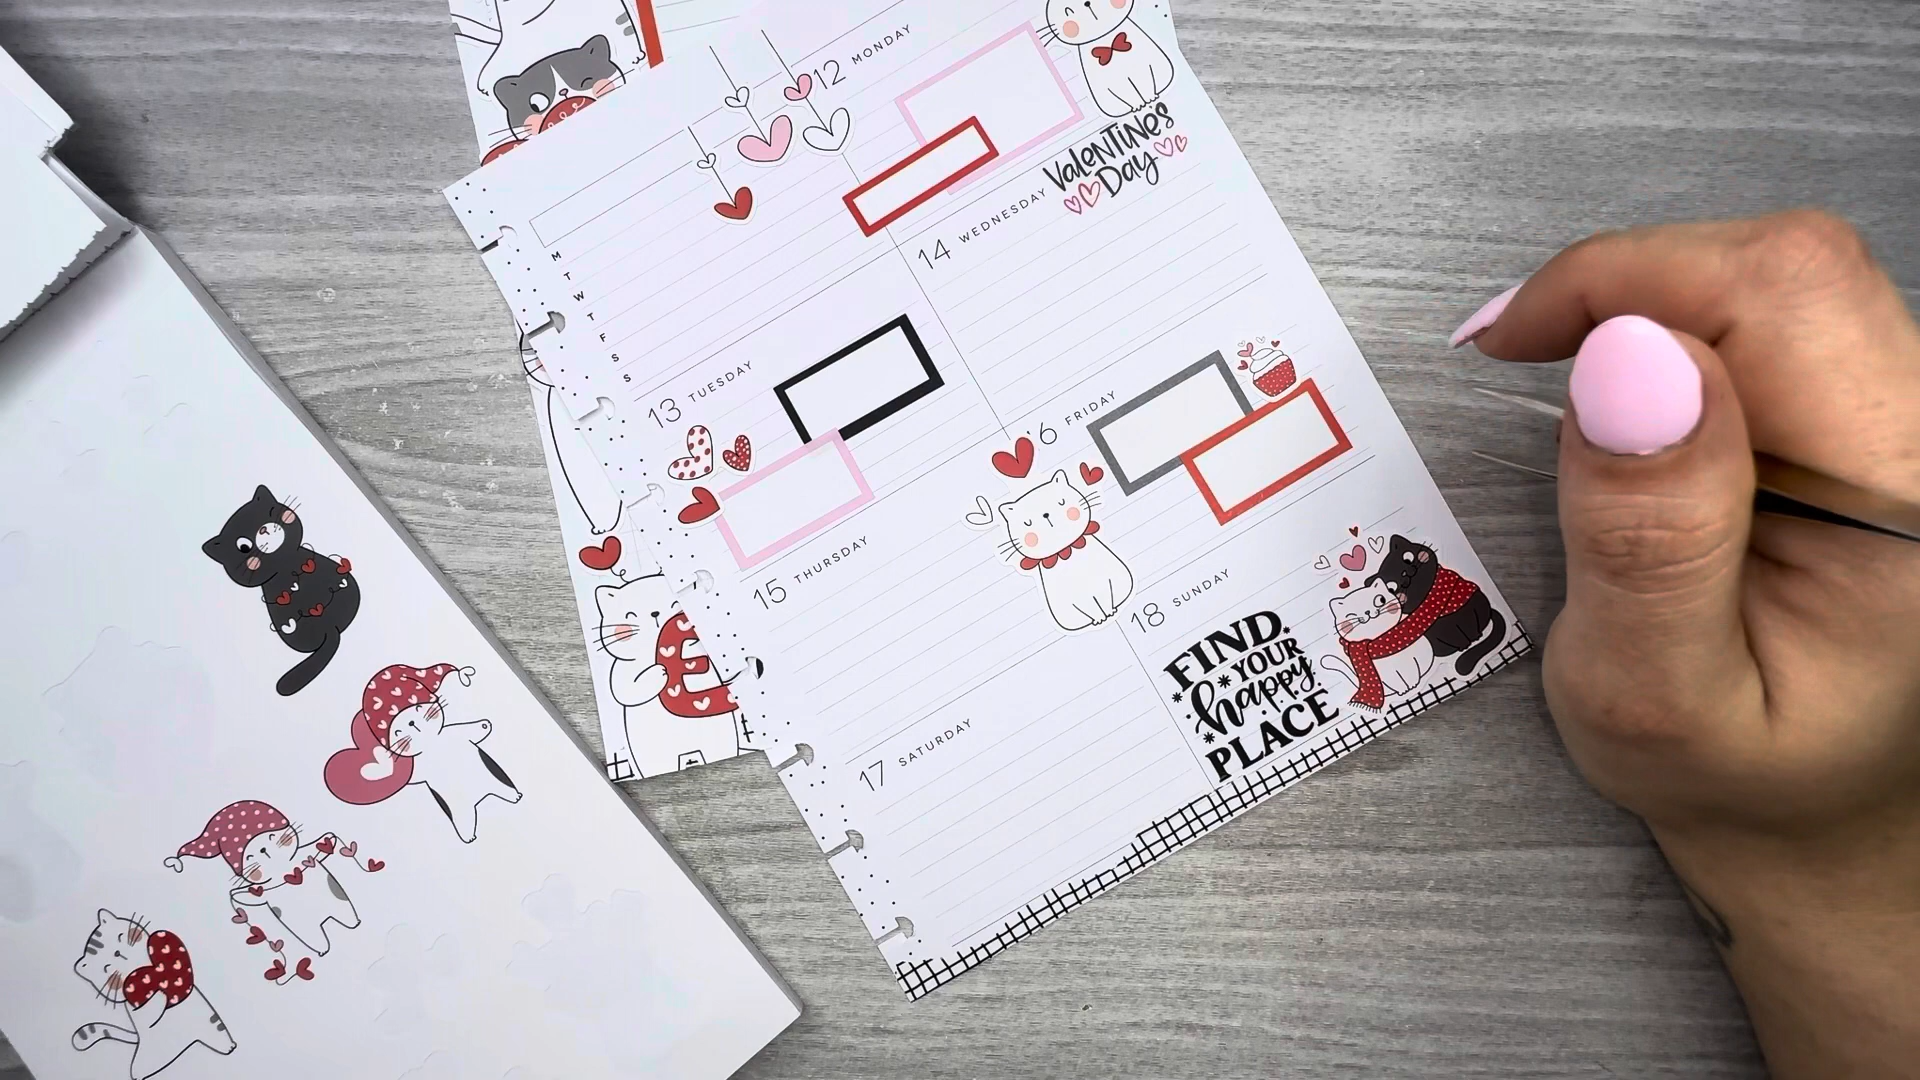 12 MONDAY
VALENTINE'S
DAY
14 WEDNESDAY
M
T
W
T
F
S
S
13 TUESDAY
6 FRIDAY
15 THURSDAY
18 SUNDAY
FIND
YOUR
happy
PLACE
17 SATURDAY
E